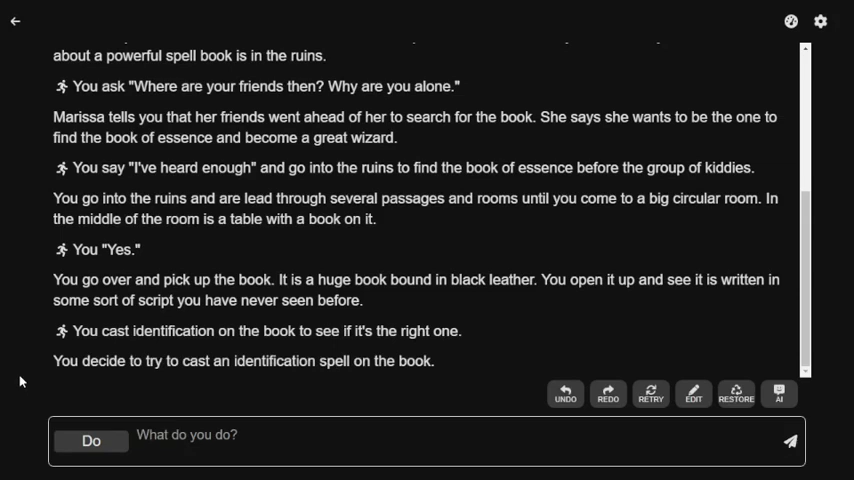 about a powerful spell book is in the ruins.
You ask "Where are your friends then? Why are you alone."
Marissa tells you that her friends went ahead of her to search for the book. She says she wants to be the one to
find the book of essence and become a great wizard.
You say "I've heard enough" and go into the ruins to find the book of essence before the group of kiddies.
You go into the ruins and are lead through several passages and rooms until you come to a big circular room. In
the middle of the room is a table with a book on it.
You "Yes."
You go over and pick up the book. It is a huge book bound in black leather. You open it up and see it is written in
some sort of script you have never seen before.
You cast identification on the book to see if it's the right one.
You decide to try to cast an identification spell on the book.
UNDO REDO RETRY EDIT RESTORE AI
Do What do you do?